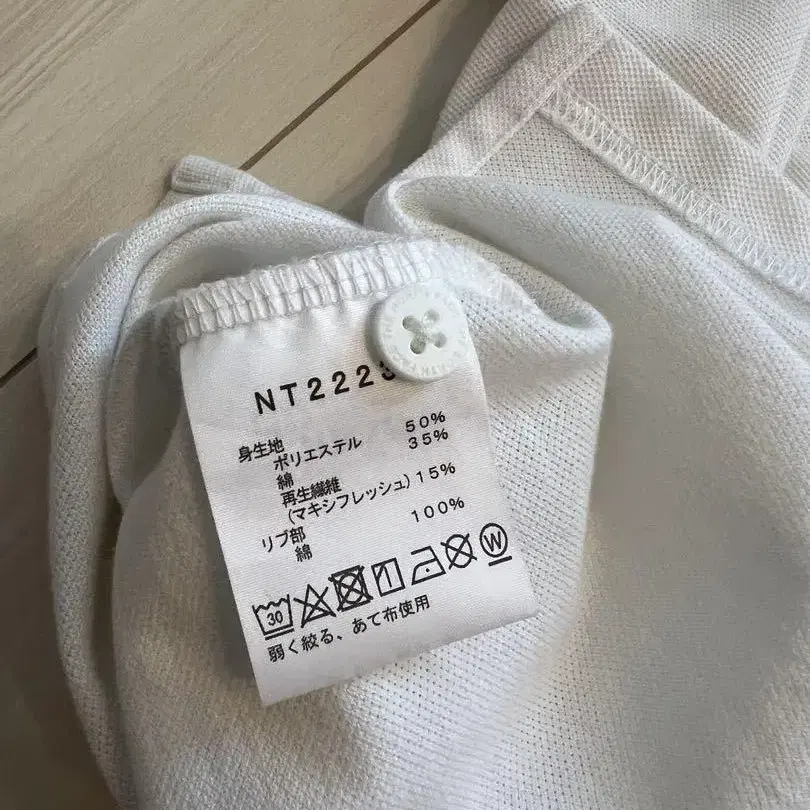 NT2223
身生地
ポリエステル 50%
綿 35%
再生繊維
(マキシフレッシュ) 15%
リブ部
綿 100%
30 W
弱く絞る、あて布使用